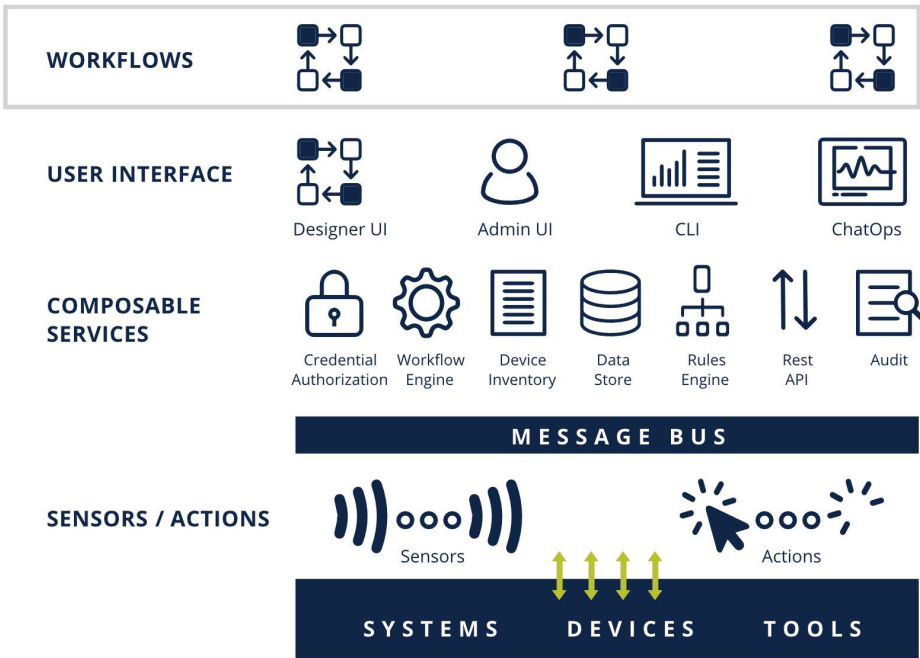 WORKFLOWS
USER INTERFACE
Designer UI
Admin UI
CLI
ChatOps
COMPOSABLE
SERVICES
Credential
Authorization
Workflow
Engine
Device
Inventory
Data
Store
Rules
Engine
Rest
API
Audit
MESSAGE BUS
SENSORS / ACTIONS
Sensors
Actions
SYSTEMS
DEVICES
TOOLS